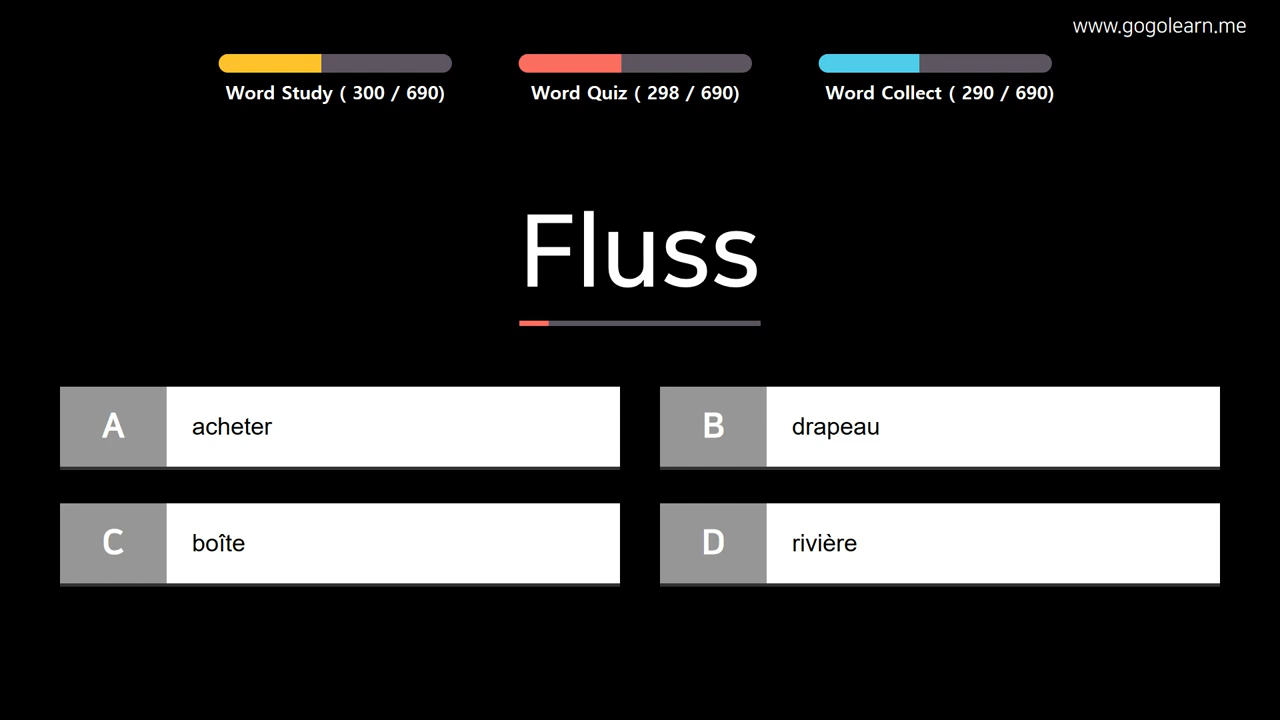 www.gogolearn.me
Word Study ( 300 / 690)
Word Quiz ( 298 / 690)
Word Collect ( 290 / 690)
Fluss
A acheter
B drapeau
C boîte
D rivière